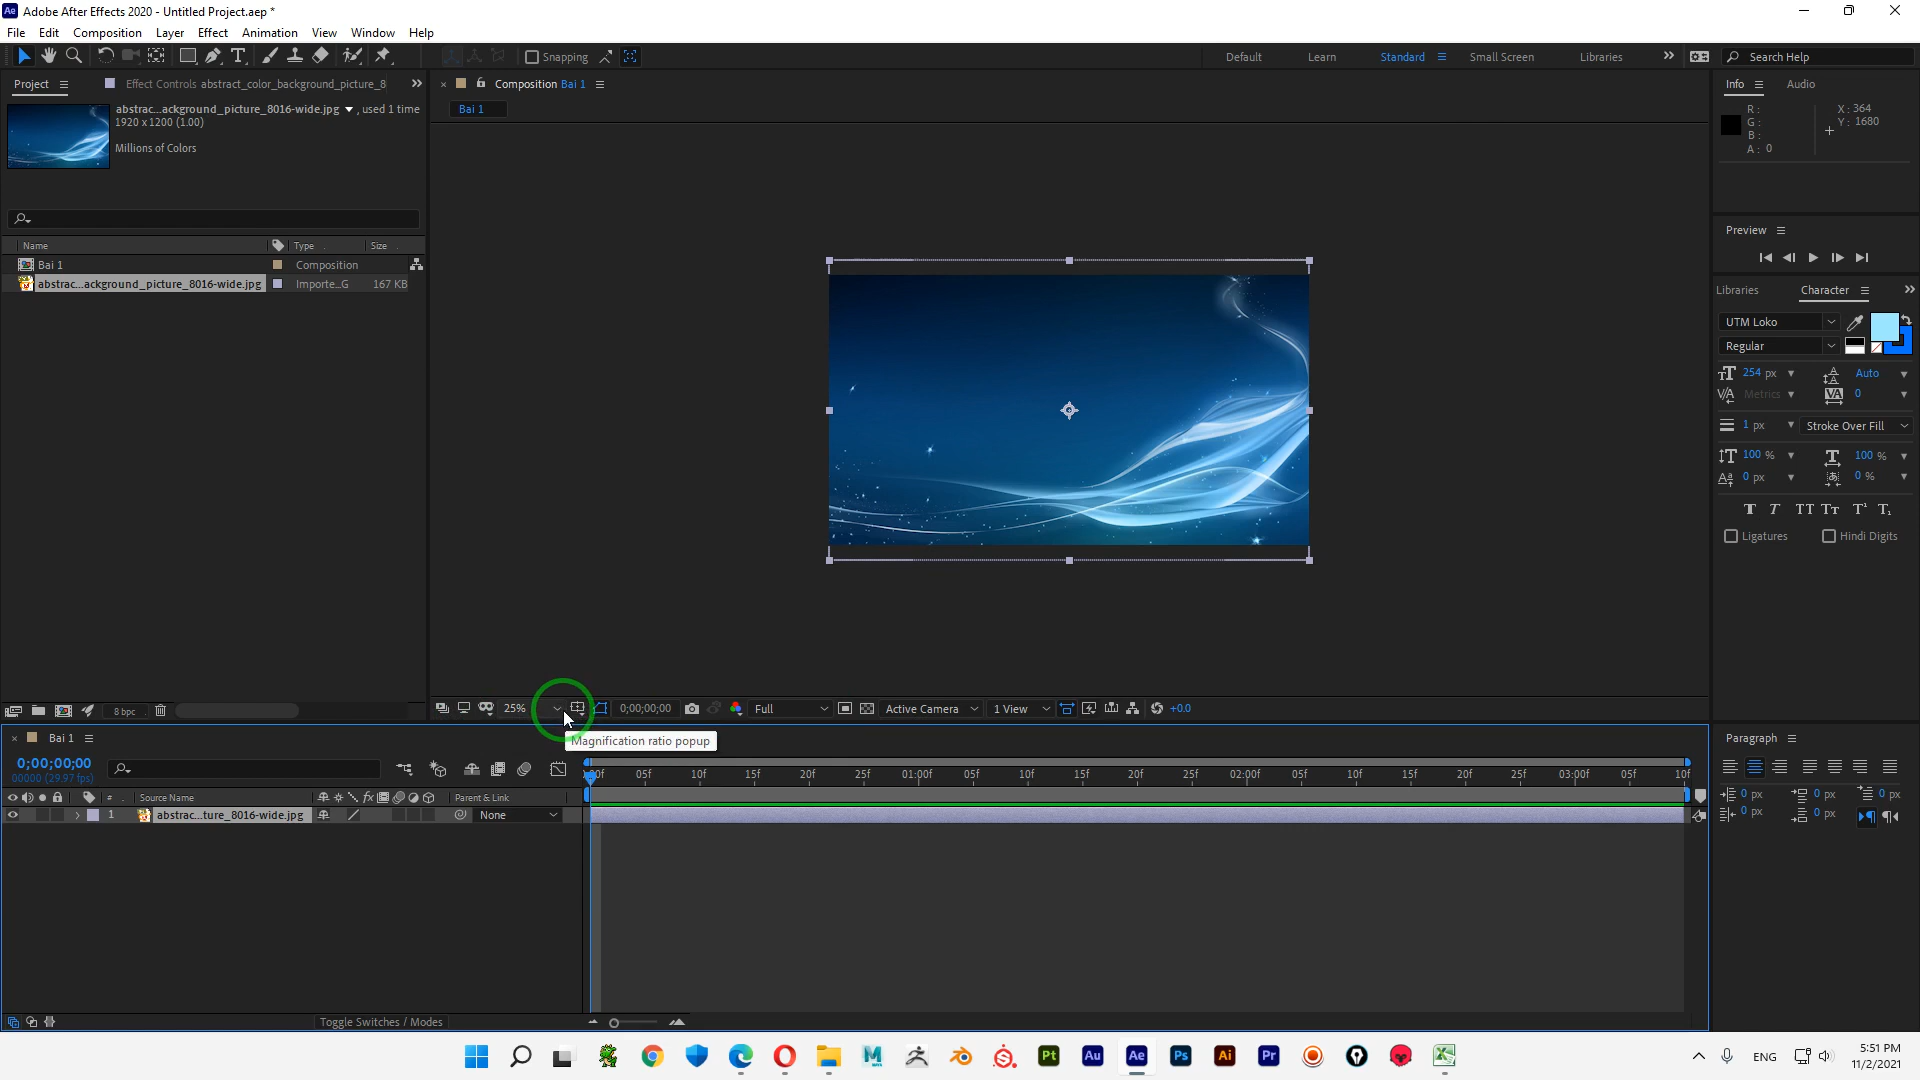 Adobe After Effects 2020 - Untitled Project.aep *
File Edit Composition Layer Effect Animation View Window Help
Snapping Default Learn Standard Small Screen Libraries Search Help
Project Effect Controls abstract_color_background_picture_8
Composition Bai 1
Info Audio
Bai 1
abstrac...ackground_picture_8016-wide.jpg , used 1 time
1920 x 1200 (1.00)
Millions of Colors
R :
G :
B :
A : 0
X : 364
Y : 1680
Preview
Name Type Size
Bai 1 Composition
abstrac...ackground_picture_8016-wide.jpg Importe...G 167 KB
Libraries Character
UTM Loko
Regular
254 px Auto
Metrics 0
1 px Stroke Over Fill
100 % 100 %
0 px 0 %
Ligatures Hindi Digits
8 bpc 25% 0;00;00;00 Full Active Camera 1 View +0.0
Magnification ratio popup
Bai 1
Paragraph
0;00;00;00
00000 (29.97 fps)
:00f 05f 10f 15f 20f 25f 01:00f 05f 10f 15f 20f 25f 02:00f 05f 10f 15f 20f 25f 03:00f 05f 10f
# Source Name Parent & Link
1 abstrac...ture_8016-wide.jpg None
0 px 0 px 0 px
0 px 0 px
Toggle Switches / Modes
Pt Au Ae Ps Ai Pr
ENG
5:51 PM
11/2/2021